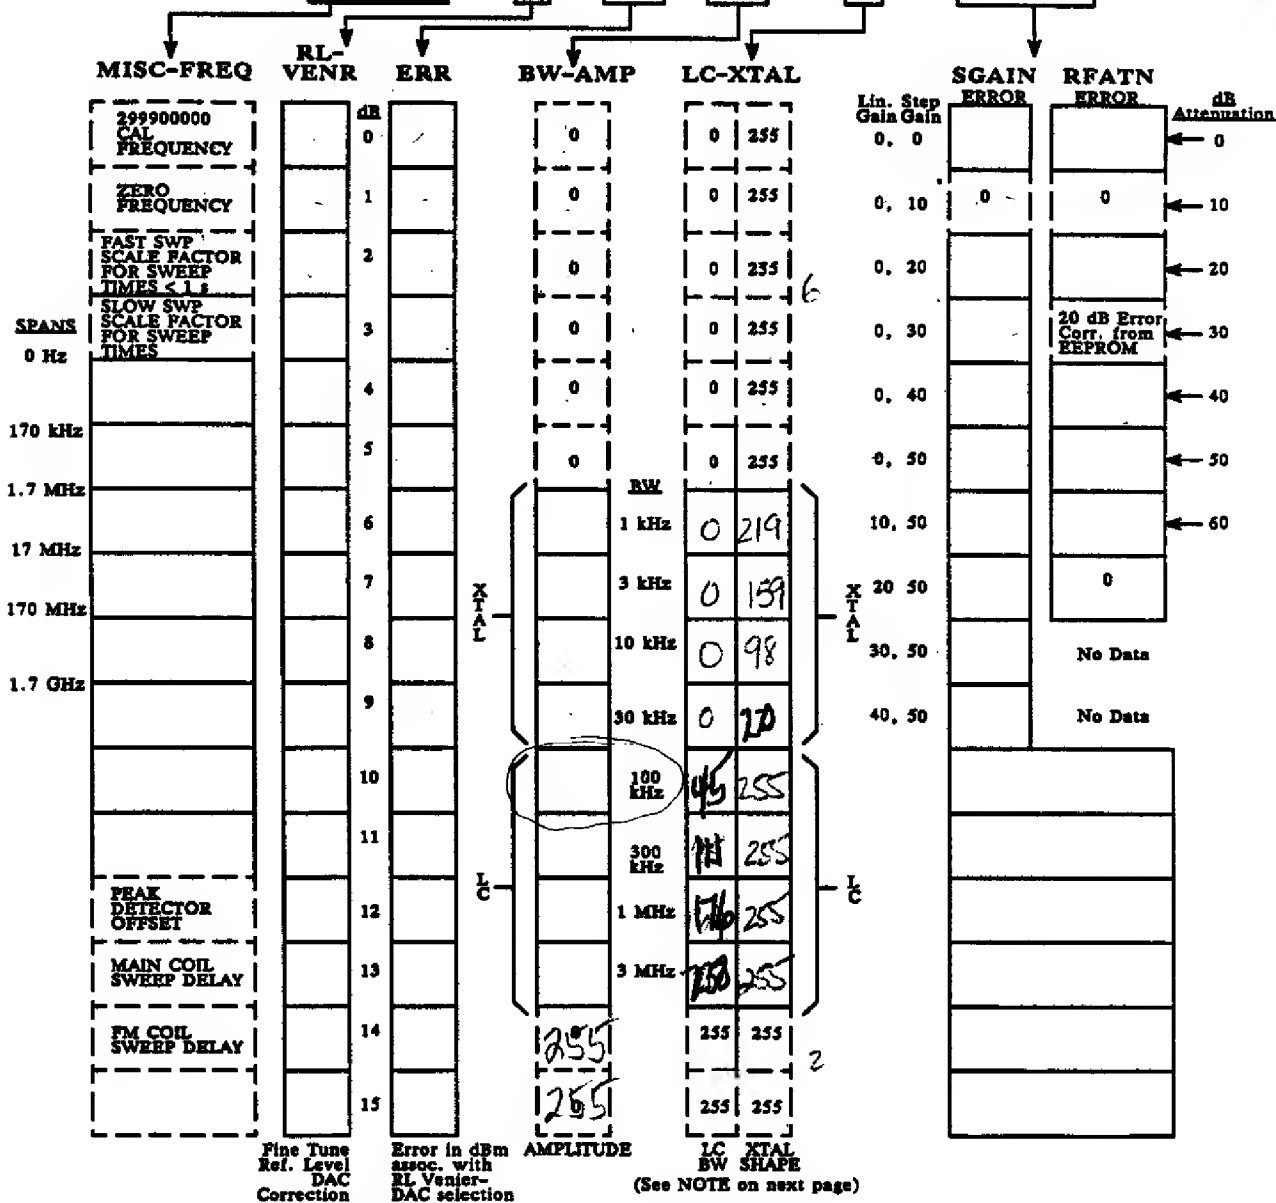 MISC-FREQ RL-VENR ERR BW-AMP LC-XTAL SGAIN ERROR RFATN ERROR
Lin. Gain Step Gain dB Attenuation
dB
299900000
CAL
FREQUENCY
0 0 0 255 0, 0 0
ZERO
FREQUENCY
1 0 0 255 0, 10 0 0 10
FAST SWP
SCALE FACTOR
FOR SWEEP
TIMES < 1 s
2 0 0 255 0, 20 20
6
SPANS
SLOW SWP
SCALE FACTOR
FOR SWEEP
TIMES
0 Hz
3 0 0 255 0, 30 20 dB Error
Corr. from
EEPROM
30
4 0 0 255 0, 40 40
170 kHz
5 0 0 255 0, 50 50
1.7 MHz
BW
6 1 kHz 0 219 10, 50 60
17 MHz
7 XTAL 3 kHz 0 159 XTAL 20 50 0
170 MHz
8 10 kHz 0 98 30, 50 No Data
1.7 GHz
9 30 kHz 0 40, 50 No Data
10 100 kHz 45 255
11 300 kHz 255
LC LC
PEAK
DETECTOR
OFFSET
12 1 MHz 255
MAIN COIL
SWEEP DELAY
13 3 MHz 255
FM COIL
SWEEP DELAY
14 255 255 255
2
15 255 255 255
Fine Tune
Ref. Level
DAC
Correction
Error in dBm
assoc. with
RL Venier-
DAC selection
AMPLITUDE
LC BW XTAL SHAPE
(See NOTE on next page)